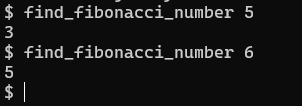 $ find_fibonacci_number 5
3
$ find_fibonacci_number 6
5
$